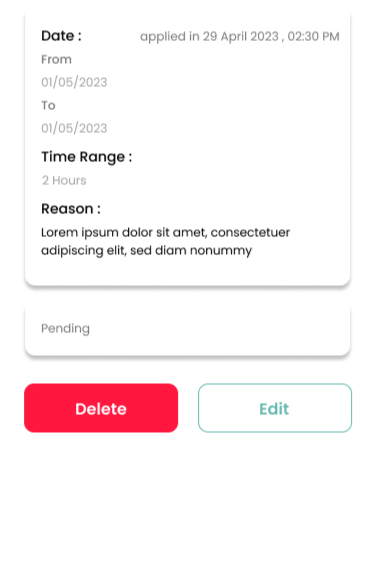 Date : applied in 29 April 2023 , 02:30 PM
From
01/05/2023
To
01/05/2023
Time Range :
2 Hours
Reason :
Lorem ipsum dolor sit amet, consectetuer
adipiscing elit, sed diam nonummy
Pending
Delete Edit